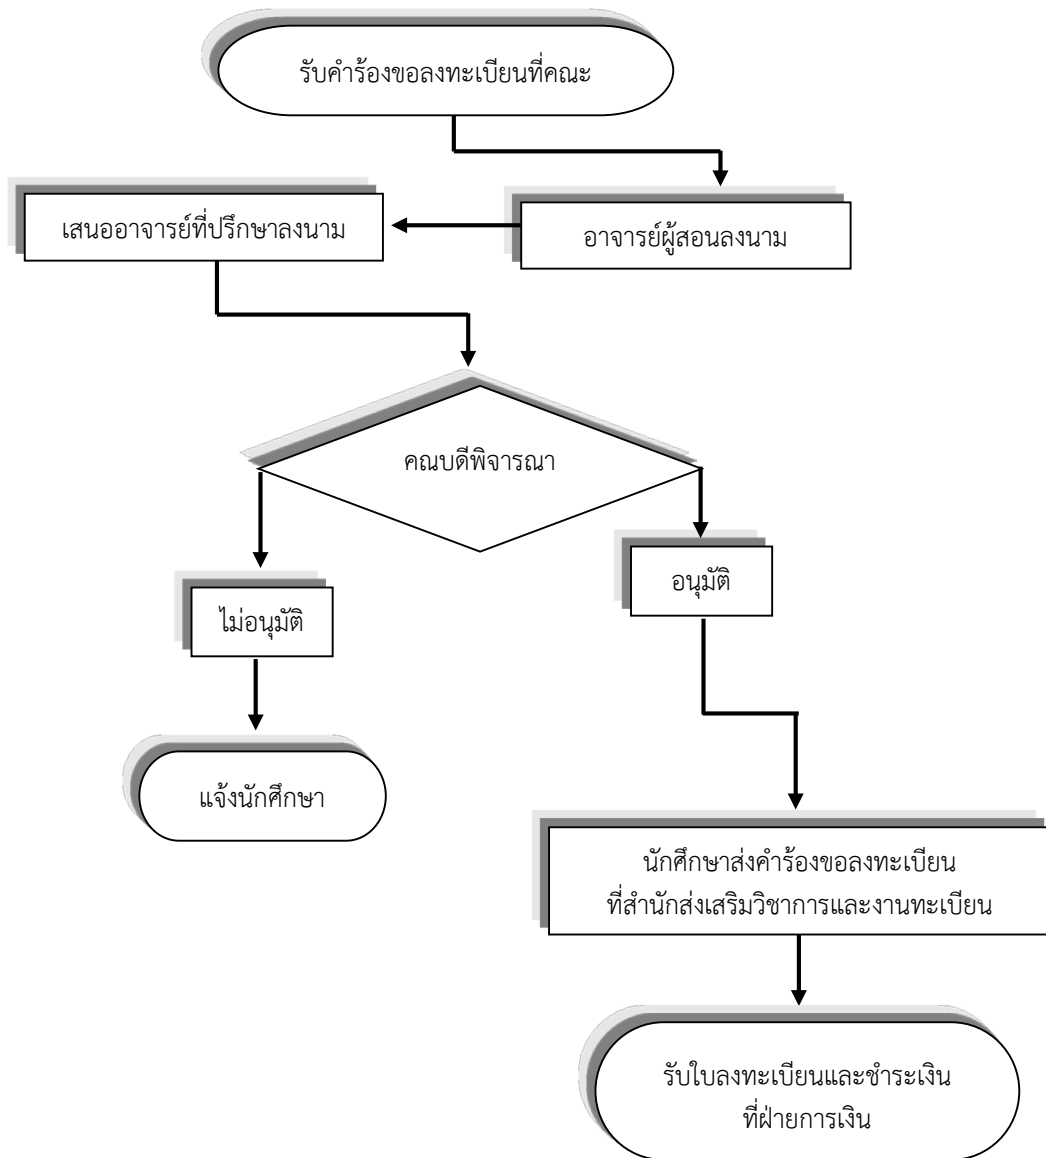 รับคำร้องขอลงทะเบียนที่คณะ
อาจารย์ผู้สอนลงนาม
เสนออาจารย์ที่ปรึกษาลงนาม
คณบดีพิจารณา
ไม่อนุมัติ
อนุมัติ
แจ้งนักศึกษา
นักศึกษาส่งคำร้องขอลงทะเบียน
ที่สำนักส่งเสริมวิชาการและงานทะเบียน
รับใบลงทะเบียนและชำระเงิน
ที่ฝ่ายการเงิน